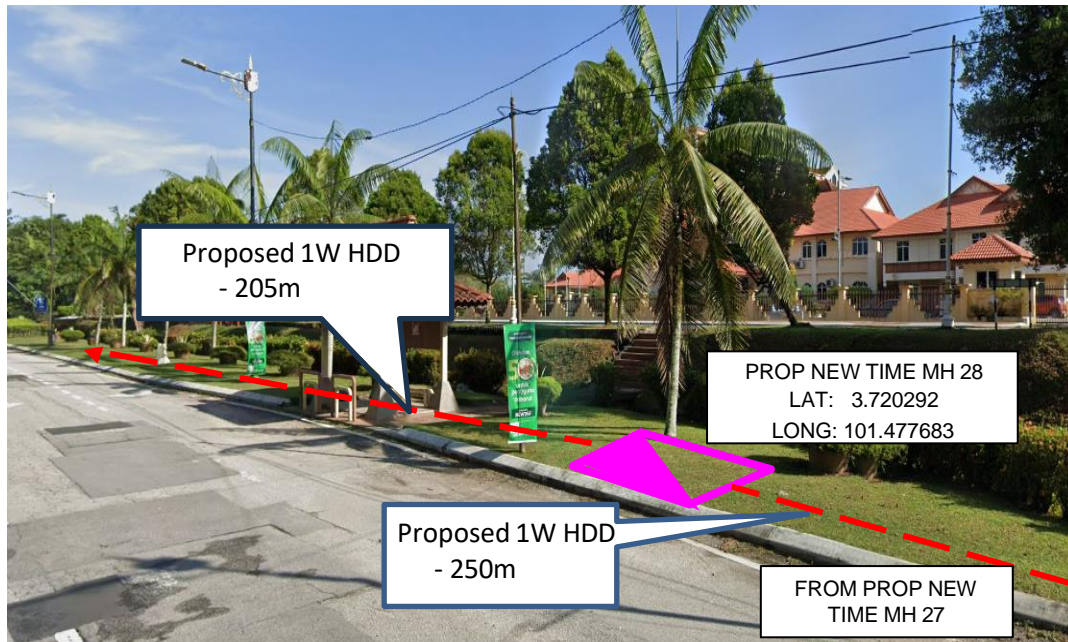 Proposed 1W HDD
- 205m
PROP NEW TIME MH 28
LAT: 3.720292
LONG: 101.477683
Proposed 1W HDD
- 250m
FROM PROP NEW
TIME MH 27